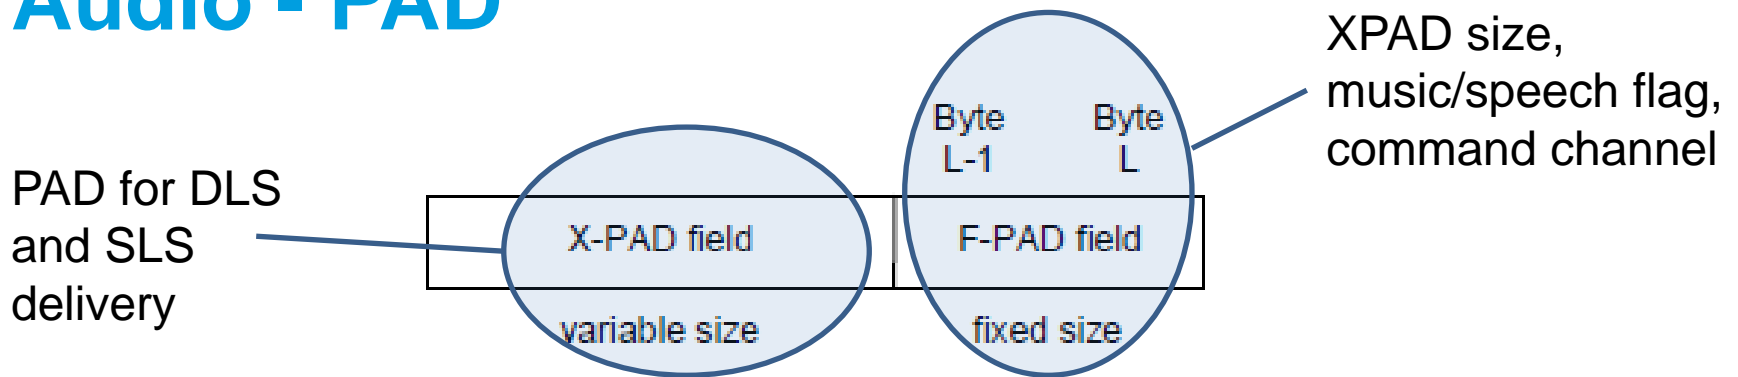 Audio - PAD
XPAD size,
music/speech flag,
command channel
Byte Byte
L-1 L
PAD for DLS
and SLS
delivery
X-PAD field F-PAD field
variable size fixed size